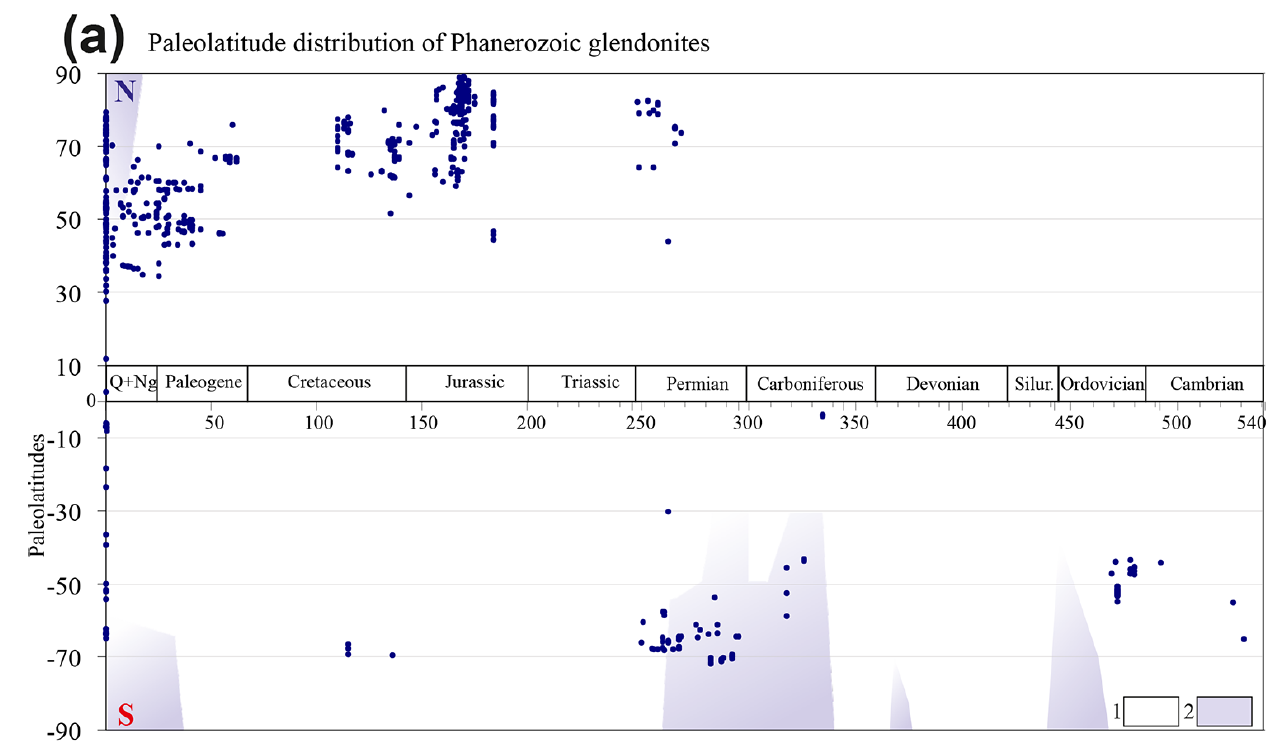 (a) Paleolatitude distribution of Phanerozoic glendonites
90
N
70
50
30
10
Q+Ng Paleogene Cretaceous Jurassic Triassic Permian Carboniferous Devonian Silur. Ordovician Cambrian
0
50 100 150 200 250 300 350 400 450 500 540
-10
Paleolatitudes
-30
-50
-70
S
1 2
-90